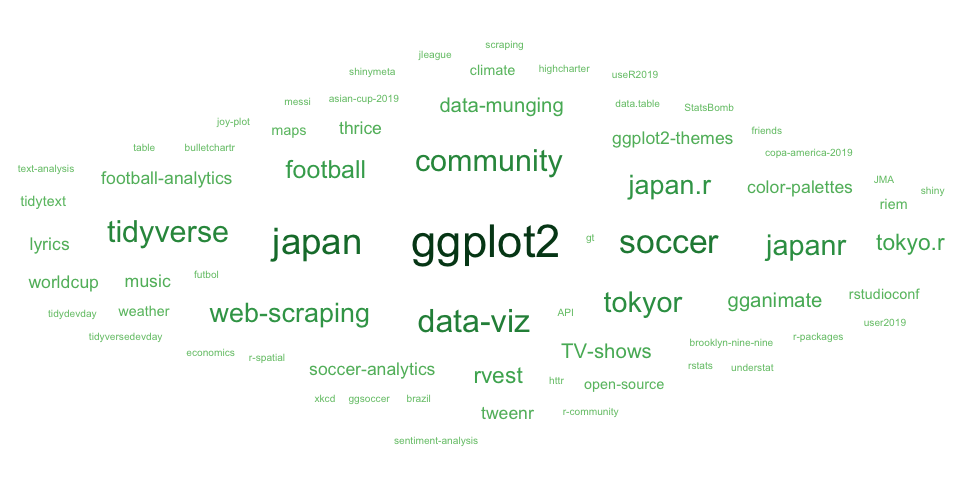 scraping
jleague
shinymeta climate highcharter useR2019
messi asian-cup-2019 data-munging data.table StatsBomb
joy-plot maps thrice ggplot2-themes friends
table bulletchartr copa-america-2019
text-analysis football-analytics football community japan.r color-palettes JMA shiny
tidytext riem
lyrics tidyverse japan ggplot2 gt soccer japanr tokyo.r
worldcup music futbol
tidydevday weather web-scraping data-viz API tokyor gganimate rstudioconf
tidyversedevday user2019
economics r-spatial TV-shows brooklyn-nine-nine r-packages
soccer-analytics rvest httr open-source rstats understat
xkcd ggsoccer brazil tweenr r-community
sentiment-analysis